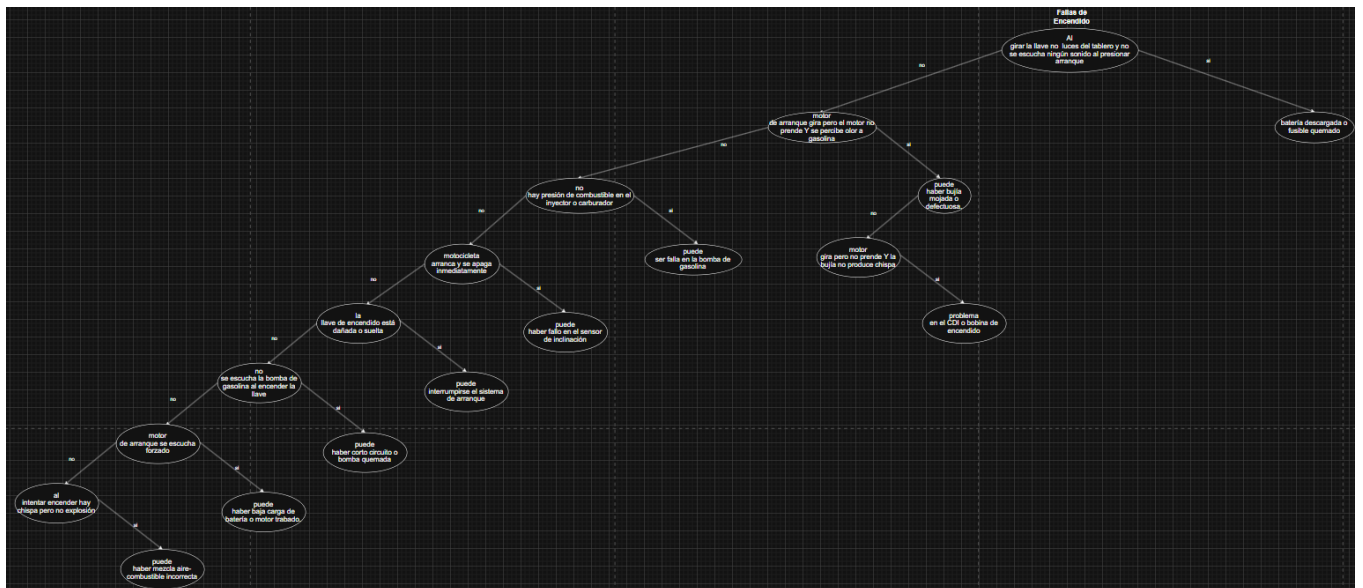 Fallas de
Encendido
Al
girar la llave no luces del tablero y no
se escucha ningún sonido al presionar
arranque
no
si
motor
de arranque gira pero el motor no
prende Y se percibe olor a
gasolina
batería descargada o
fusible quemado
no
si
no
hay presión de combustible en el
inyector o carburador
puede
haber bujía
mojada o
defectuosa.
no
si
no
motocicleta
arranca y se apaga
inmediatamente
puede
ser falla en la bomba de
gasolina
motor
gira pero no prende Y la
bujía no produce chispa
no
si
si
la
llave de encendido está
dañada o suelta
puede
haber fallo en el sensor
de inclinación
problema
en el CDI o bobina de
encendido
no
si
no
se escucha la bomba de
gasolina al encender la
llave
puede
interrumpirse el sistema
de arranque
no
si
motor
de arranque se escucha
forzado
puede
haber corto circuito o
bomba quemada
no
si
al
intentar encender hay
chispa pero no explosión
puede
haber baja carga de
batería o motor trabado
si
puede
haber mezcla aire-
combustible incorrecta